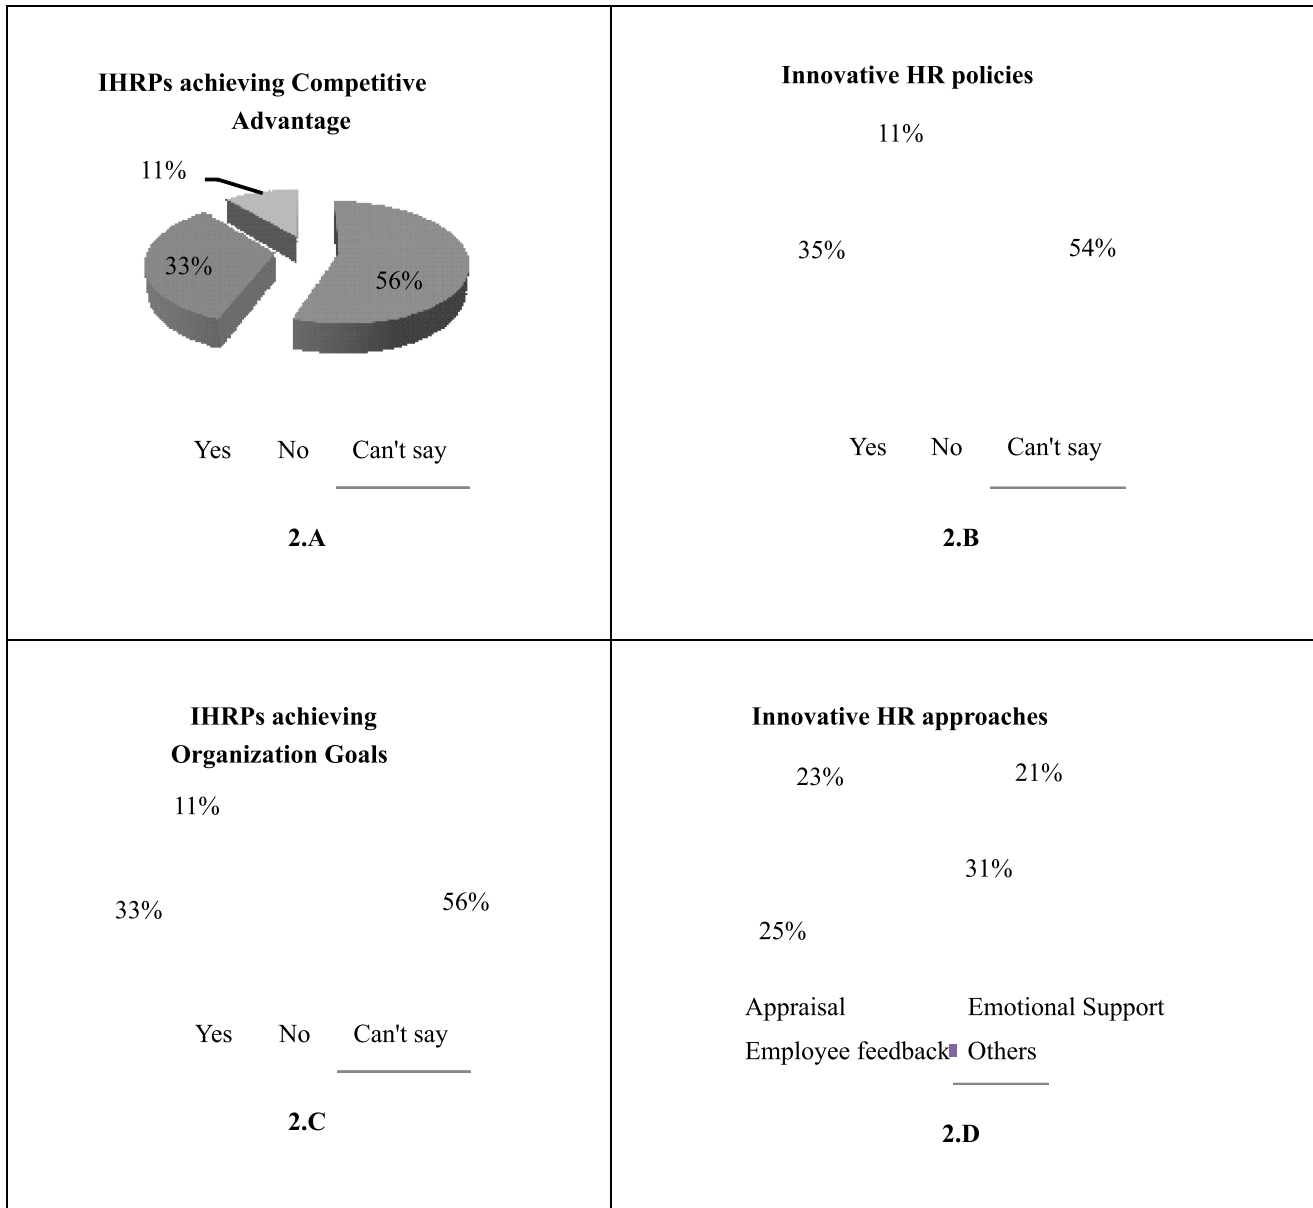 IHRPs achieving Competitive
Advantage
11%
33%
56%
Yes No Can't say
2.A
Innovative HR policies
11%
35%
54%
Yes No Can't say
2.B
IHRPs achieving
Organization Goals
11%
33%
56%
Yes No Can't say
2.C
Innovative HR approaches
23%
21%
31%
25%
Appraisal Emotional Support
Employee feedback Others
2.D